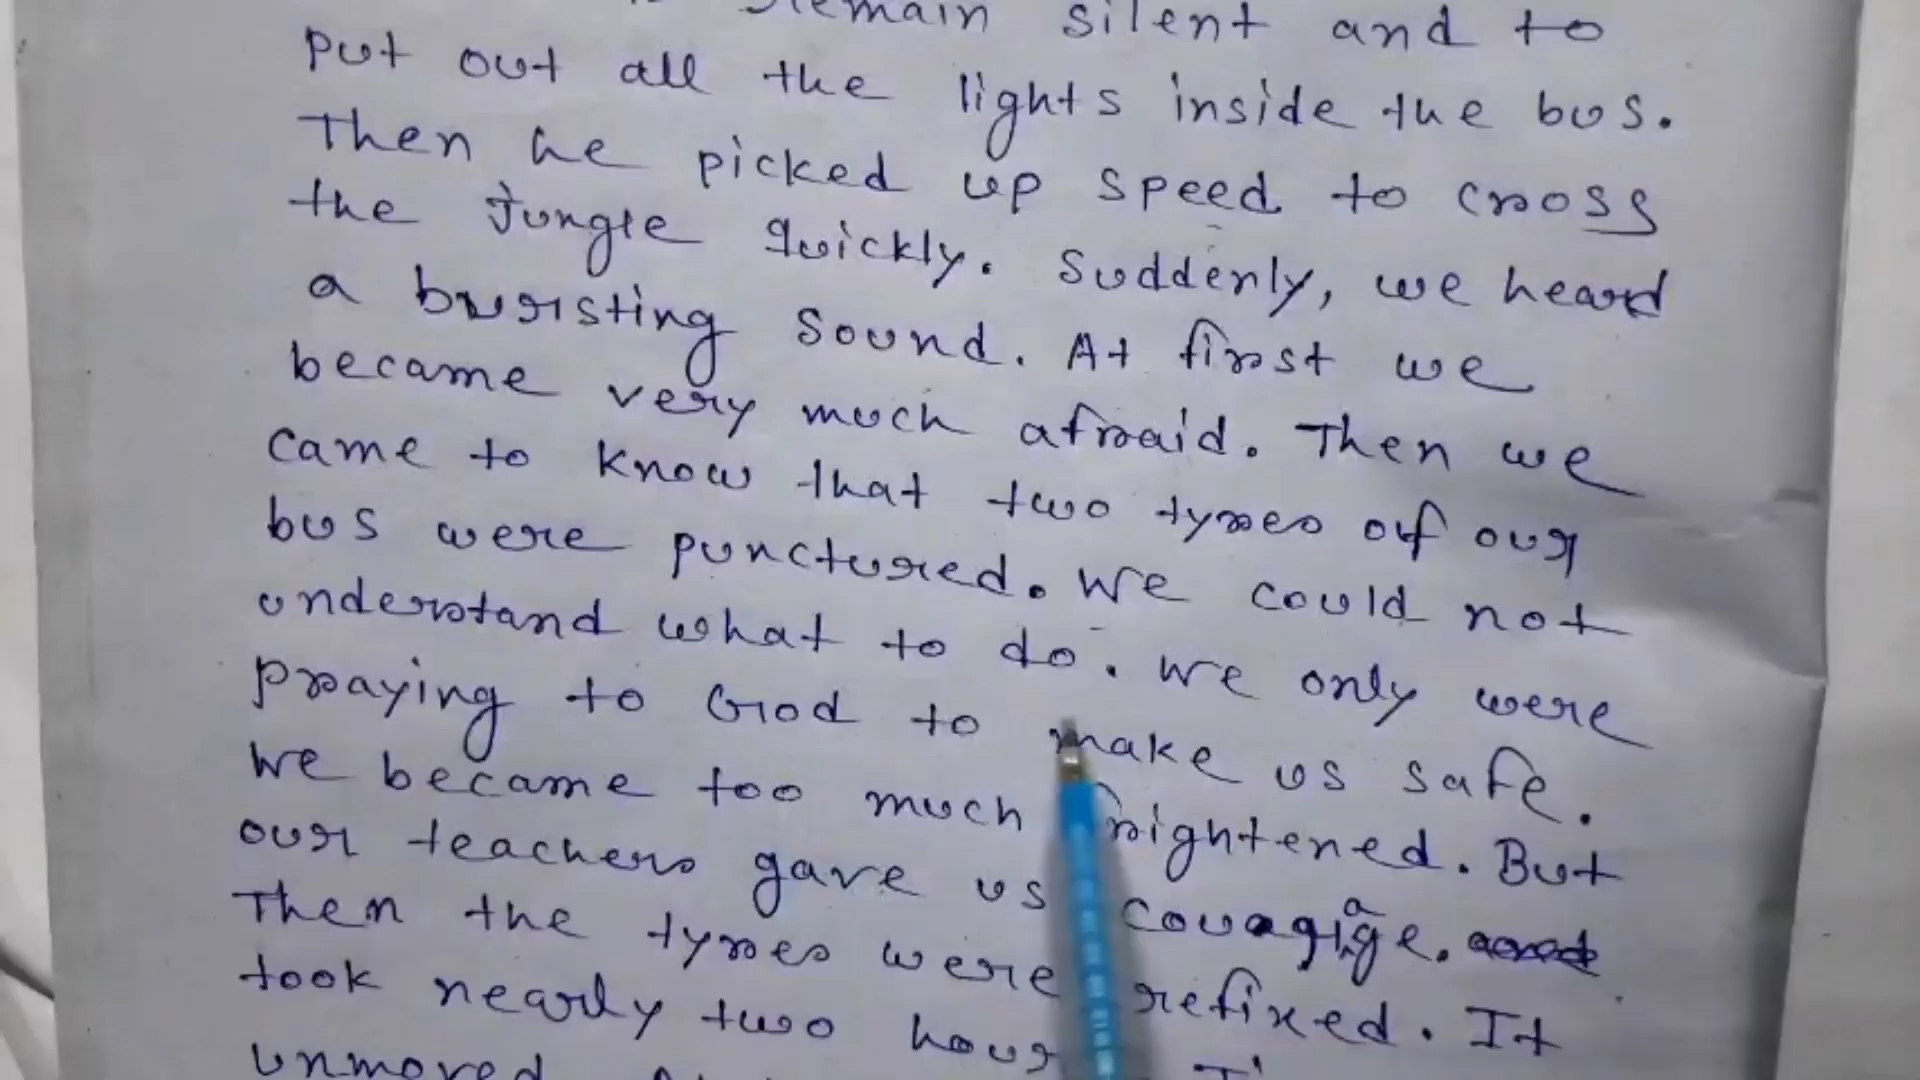 remain silent and to
put out all the lights inside the bus.
Then he picked up speed to cross
the Jungle quickly. Suddenly, we heard
a bursting sound. At first we
became very much afraid. Then we
came to know that two tyres of our
bus were punctured. We could not
understand what to do. We only were
praying to God to make us safe.
We became too much frightened. But
our teachers gave us courage.
Then the tyres were refixed. It
took nearly two hour
unmoved